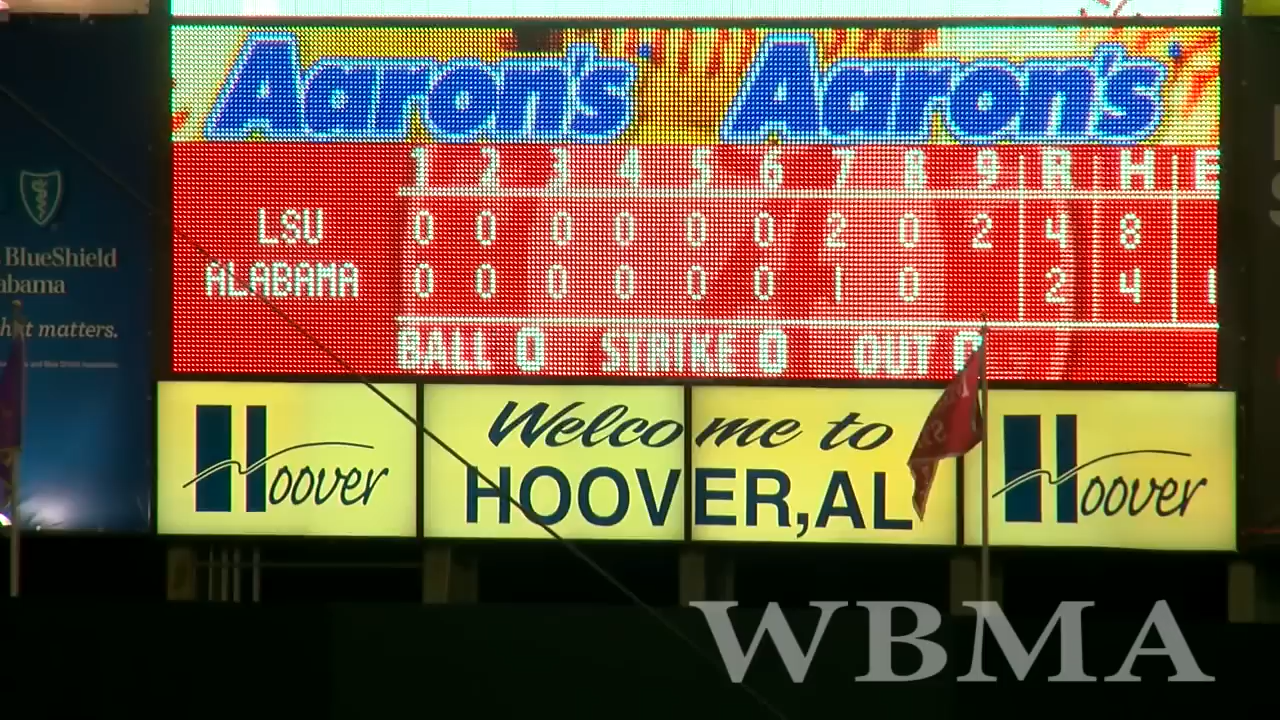 Aaron's Aaron's
1 2 3 4 5 6 7 8 9 R H E
LSU 0 0 0 0 0 0 2 0 2 4 8
ALABAMA 0 0 0 0 0 0 1 0 2 4 1
BALL 0 STRIKE 0 OUT 0
BlueShield
abama
matters.
Hoover
Welcome to
HOOVER, AL
Hoover
WBMA